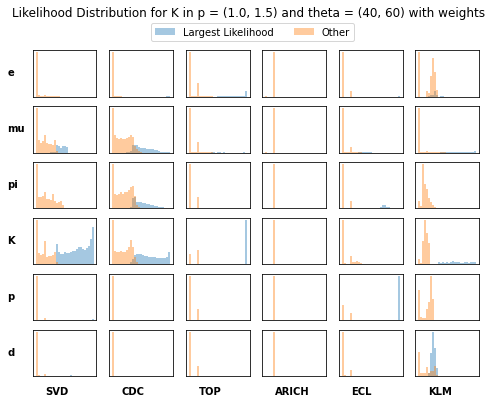 Likelihood Distribution for K in p = (1.0, 1.5) and theta = (40, 60) with weights
Largest Likelihood Other
e
mu
pi
K
p
d
SVD CDC TOP ARICH ECL KLM